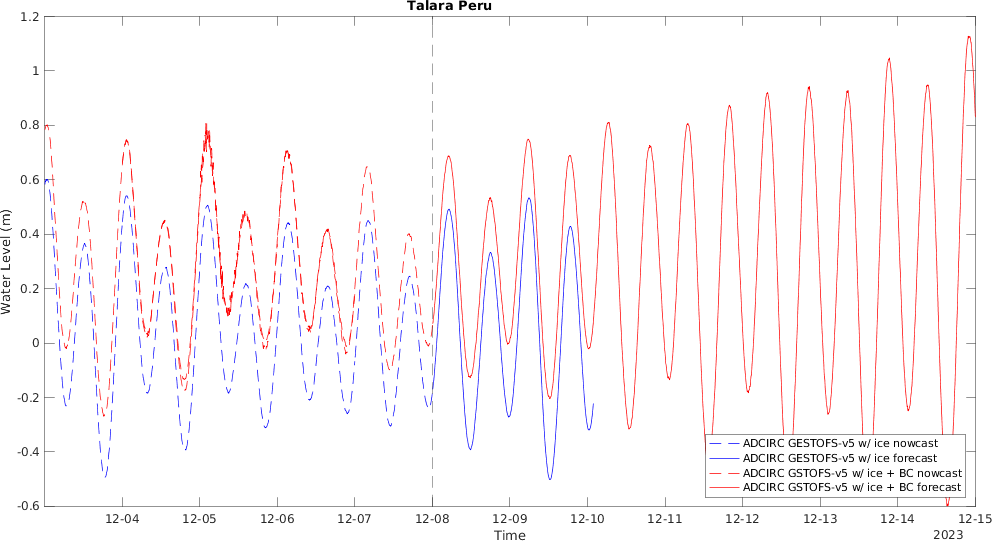 Talara Peru
1.2
1
0.8
0.6
0.4
0.2
0
-0.2
-0.4
-0.6
Water Level (m)
ADCIRC GESTOFS-v5 w/ ice nowcast
ADCIRC GESTOFS-v5 w/ ice forecast
ADCIRC GSTOFS-v5 w/ ice + BC nowcast
ADCIRC GSTOFS-v5 w/ ice + BC forecast
12-04 12-05 12-06 12-07 12-08 12-09 12-10 12-11 12-12 12-13 12-14 12-15
Time
2023